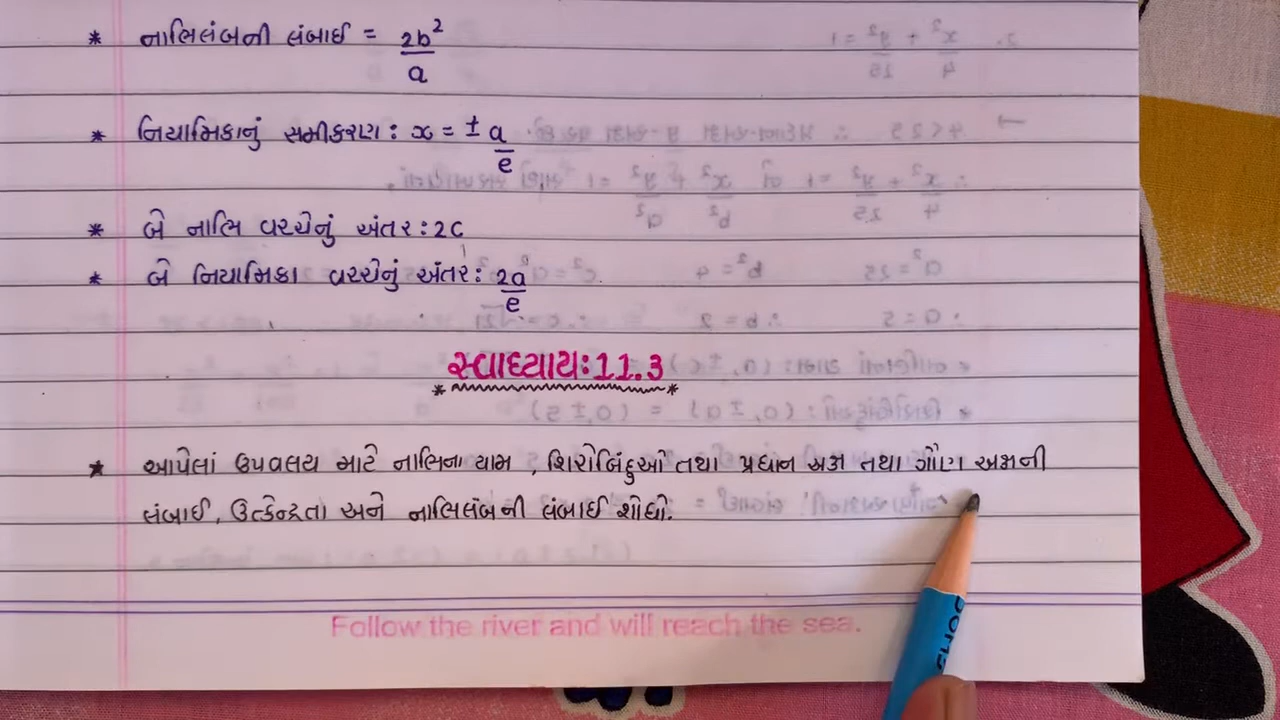 * નાભિલંબની લંબાઈ = 2b²/a
* નિયામિકાનું સમીકરણ : x = ± a/e
* બે નાભિ વચ્ચેનું અંતર : 2c
* બે નિયામિકા વચ્ચેનું અંતર : 2a/e
સ્વાધ્યાય : 11.3
* આપેલાં ઉપવલય માટે નાભિના યામ , શિરોબિંદુઓ તથા પ્રધાન અક્ષ તથા ગૌણ અક્ષની
લંબાઈ , ઉત્કેન્દ્રતા અને નાભિલંબની લંબાઈ શોધો.
Follow the river and will reach the sea.
DOMS